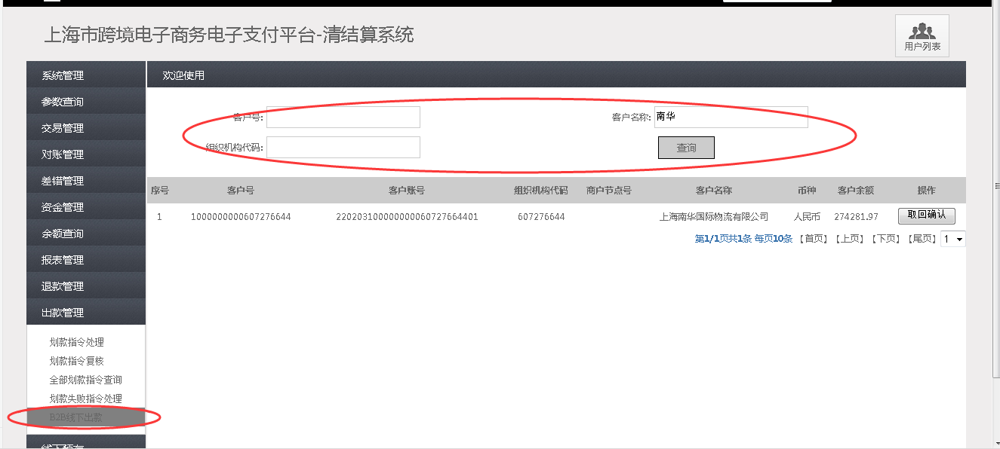 上海市跨境电子商务电子支付平台-清结算系统
用户列表
系统管理
参数查询
交易管理
对账管理
差错管理
资金管理
余额查询
报表管理
退款管理
出款管理
划款指令处理
划款指令复核
全部划款指令查询
划款失败指令处理
B2B线下出款
欢迎使用
客户号: 客户名称: 南华
组织机构代码: 查询
序号 客户号 客户账号 组织机构代码 商户节点号 客户名称 币种 客户余额 操作
1 1000000000607276644 220203100000000060727664401 607276644 上海南华国际物流有限公司 人民币 274281.97 取回确认
第1/1页共1条 每页10条 【首页】 【上页】 【下页】 【尾页】 1